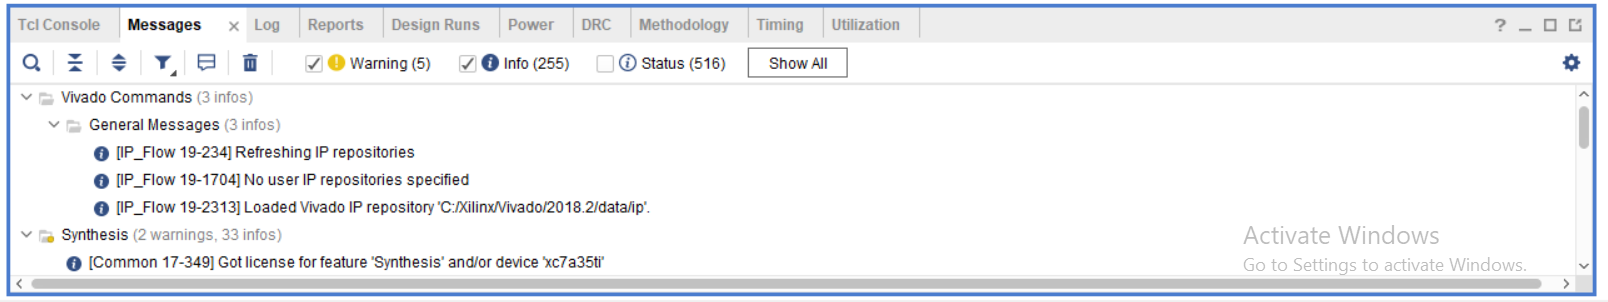 Tcl Console Messages × Log Reports Design Runs Power DRC Methodology Timing Utilization ?
Warning (5) Info (255) Status (516) Show All
Vivado Commands (3 infos)
General Messages (3 infos)
[IP_Flow 19-234] Refreshing IP repositories
[IP_Flow 19-1704] No user IP repositories specified
[IP_Flow 19-2313] Loaded Vivado IP repository 'C:/Xilinx/Vivado/2018.2/data/ip'.
Synthesis (2 warnings, 33 infos)
[Common 17-349] Got license for feature 'Synthesis' and/or device 'xc7a35ti'
Activate Windows
Go to Settings to activate Windows.